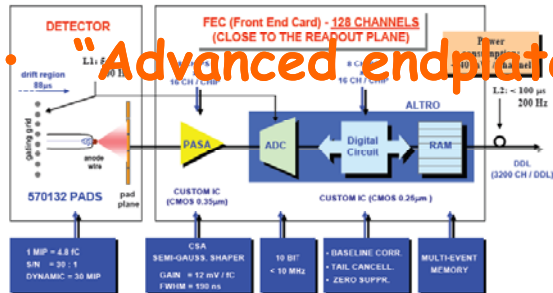 DETECTOR
FEC (Front End Card) - 128 CHANNELS
(CLOSE TO THE READOUT PLANE)
Power
• "Advanced endplate
drift region
88µs
L1:
200 Hz
16 CH / CHIP
16 CH / CHIP
L2: < 100 µs
200 Hz
ALTRO
gating grid
anode
wire
pad
plane
PASA
ADC
Digital
Circuit
RAM
DDL
(3200 CH / DDL)
570132 PADS
CUSTOM IC
(CMOS 0.35µm)
CUSTOM IC (CMOS 0.25µm )
1 MIP = 4.8 fC
S/N = 30 : 1
DYNAMIC = 30 MIP
CSA
SEMI-GAUSS. SHAPER
GAIN = 12 mV / fC
FWHM = 190 ns
10 BIT
< 10 MHz
• BASELINE CORR.
• TAIL CANCELL.
• ZERO SUPPR.
MULTI-EVENT
MEMORY